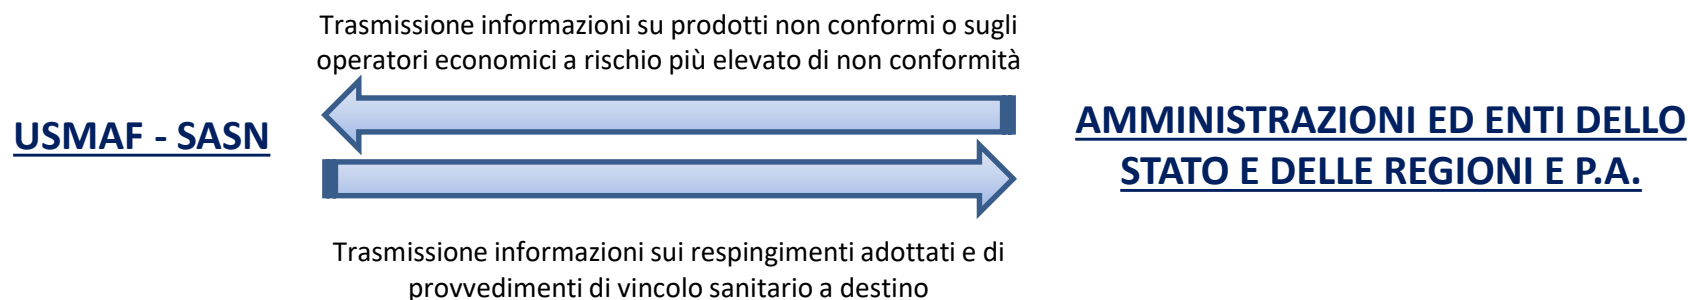 Trasmissione informazioni su prodotti non conformi o sugli
operatori economici a rischio più elevato di non conformità
USMAF - SASN
AMMINISTRAZIONI ED ENTI DELLO
STATO E DELLE REGIONI E P.A.
Trasmissione informazioni sui respingimenti adottati e di
provvedimenti di vincolo sanitario a destino